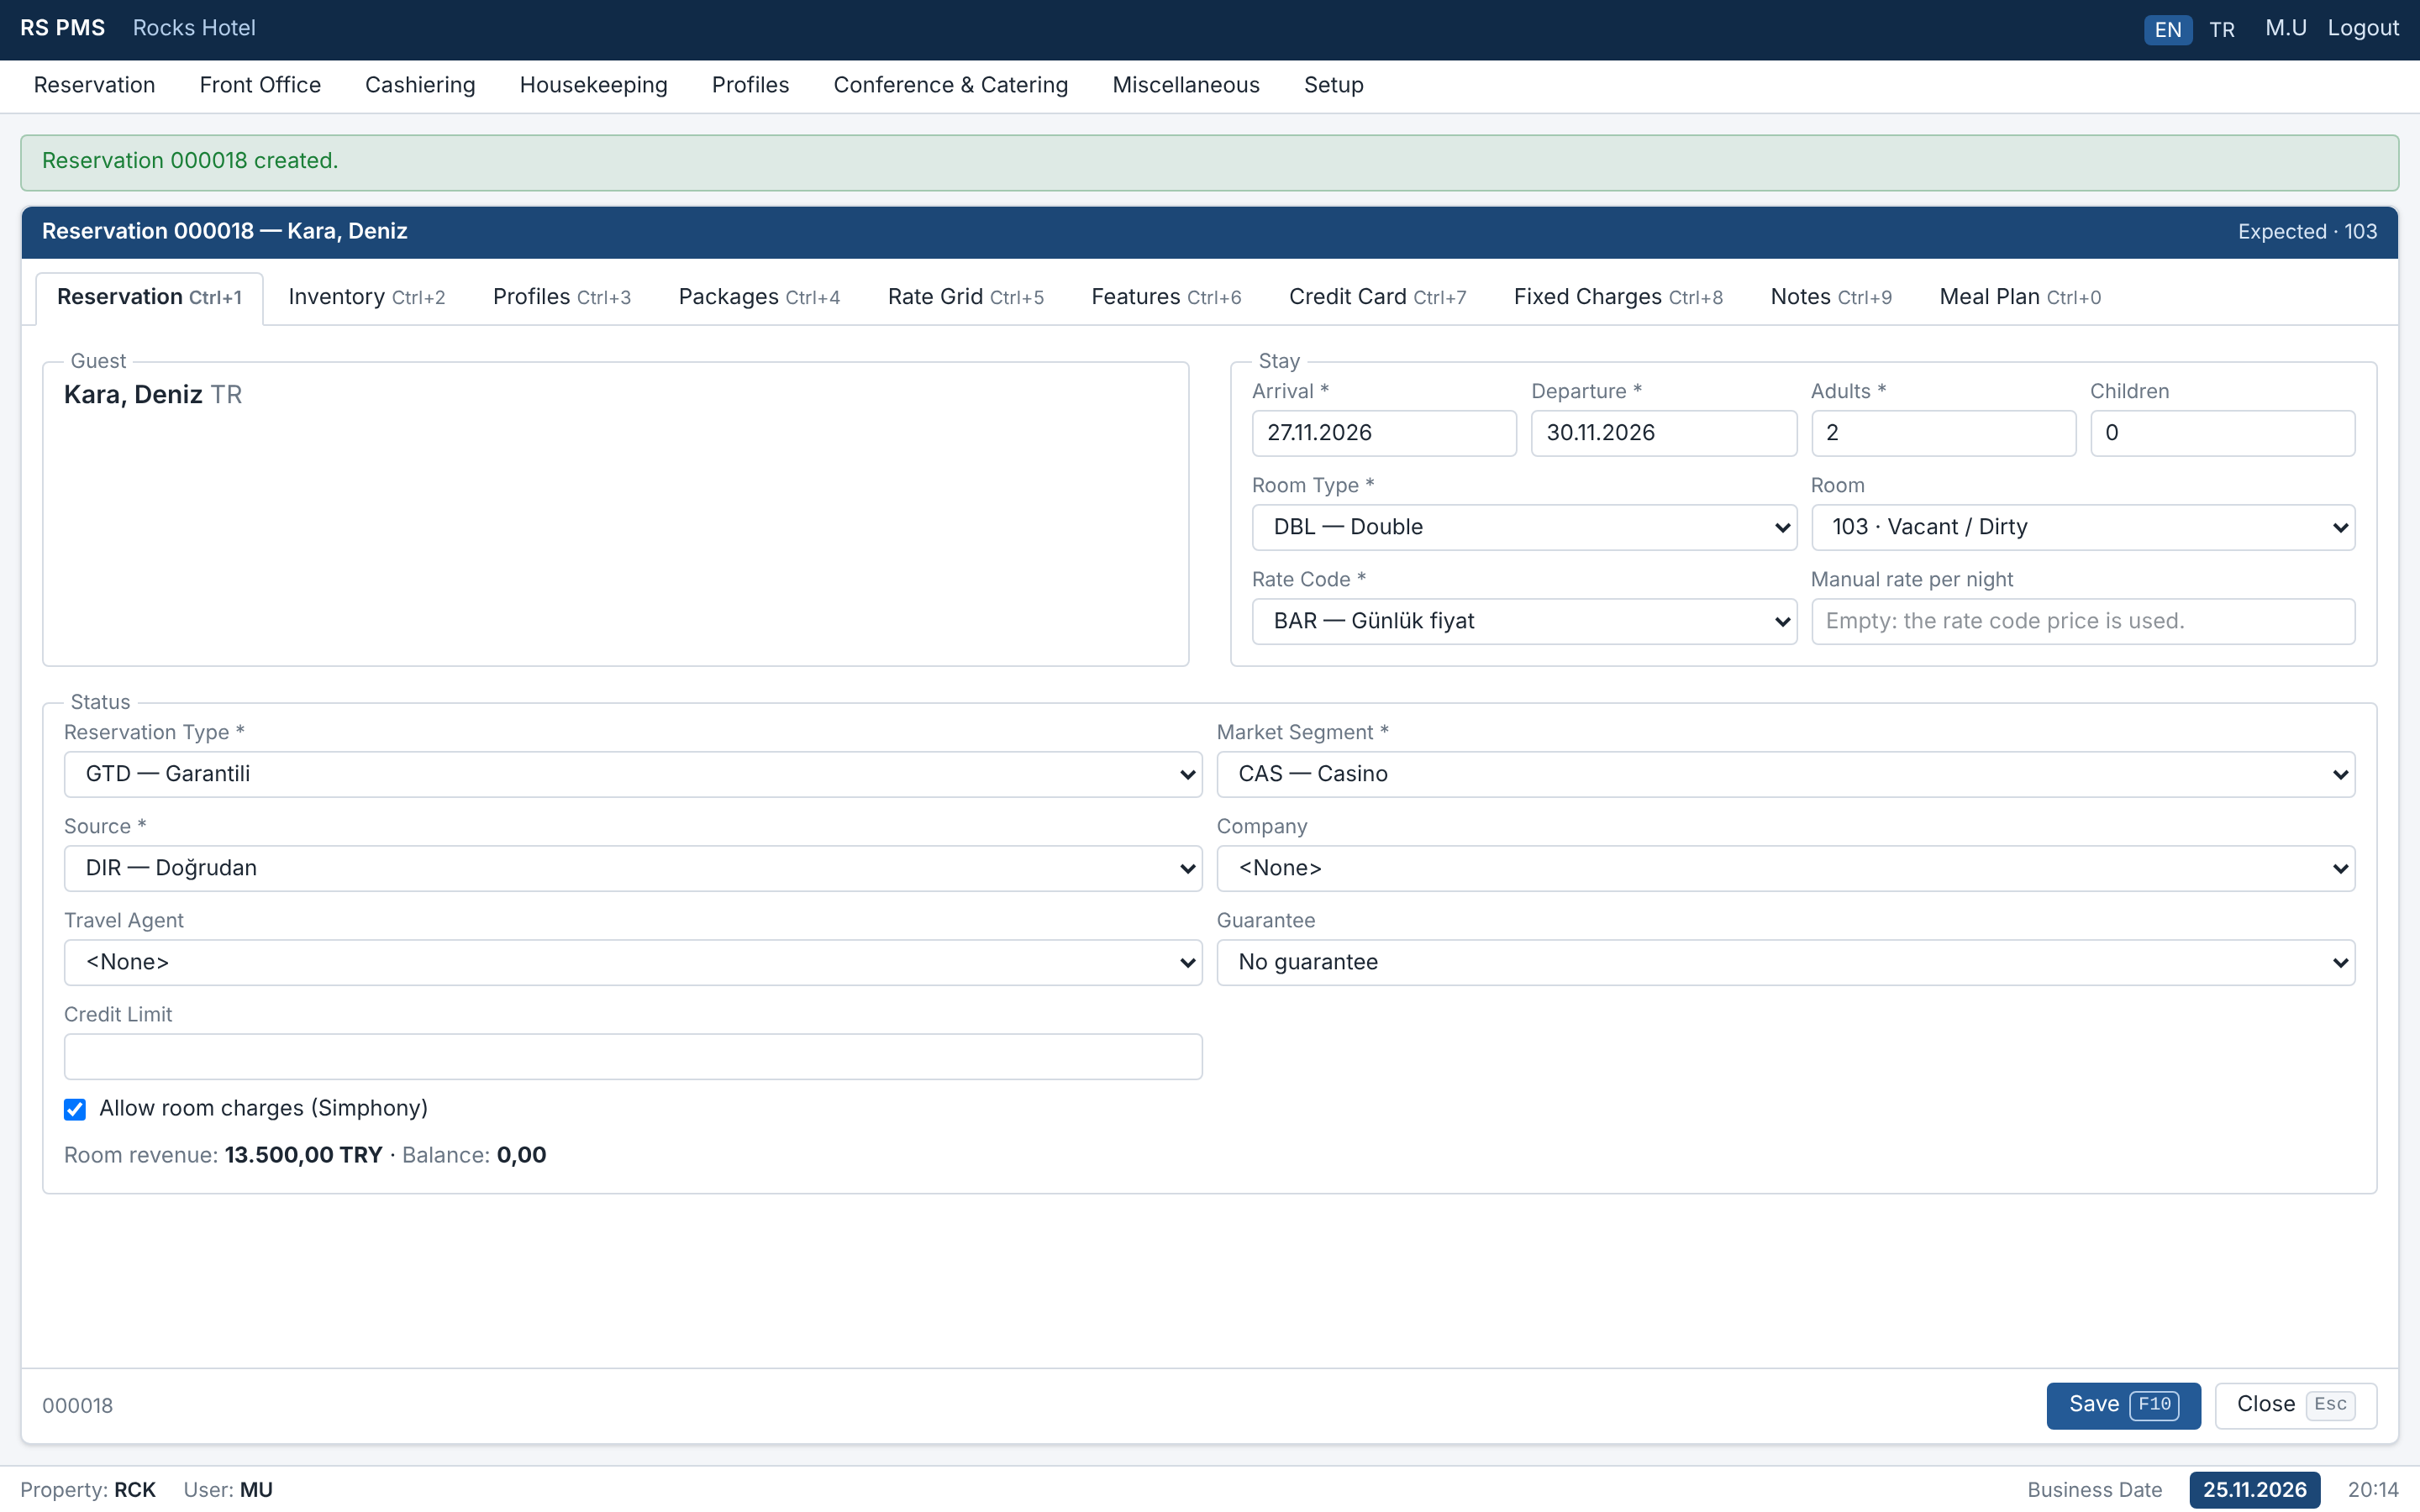 RS PMS Rocks Hotel EN TR M.U Logout
Reservation Front Office Cashiering Housekeeping Profiles Conference & Catering Miscellaneous Setup
Reservation 000018 created.
Reservation 000018 — Kara, Deniz Expected · 103
Reservation Ctrl+1 Inventory Ctrl+2 Profiles Ctrl+3 Packages Ctrl+4 Rate Grid Ctrl+5 Features Ctrl+6 Credit Card Ctrl+7 Fixed Charges Ctrl+8 Notes Ctrl+9 Meal Plan Ctrl+0
Guest
Kara, Deniz TR
Stay
Arrival * Departure * Adults * Children
27.11.2026 30.11.2026 2 0
Room Type * Room
DBL — Double 103 · Vacant / Dirty
Rate Code * Manual rate per night
BAR — Günlük fiyat Empty: the rate code price is used.
Status
Reservation Type * Market Segment *
GTD — Garantili CAS — Casino
Source * Company
DIR — Doğrudan <None>
Travel Agent Guarantee
<None> No guarantee
Credit Limit
Allow room charges (Simphony)
Room revenue: 13.500,00 TRY · Balance: 0,00
000018 Save F10 Close Esc
Property: RCK User: MU Business Date 25.11.2026 20:14